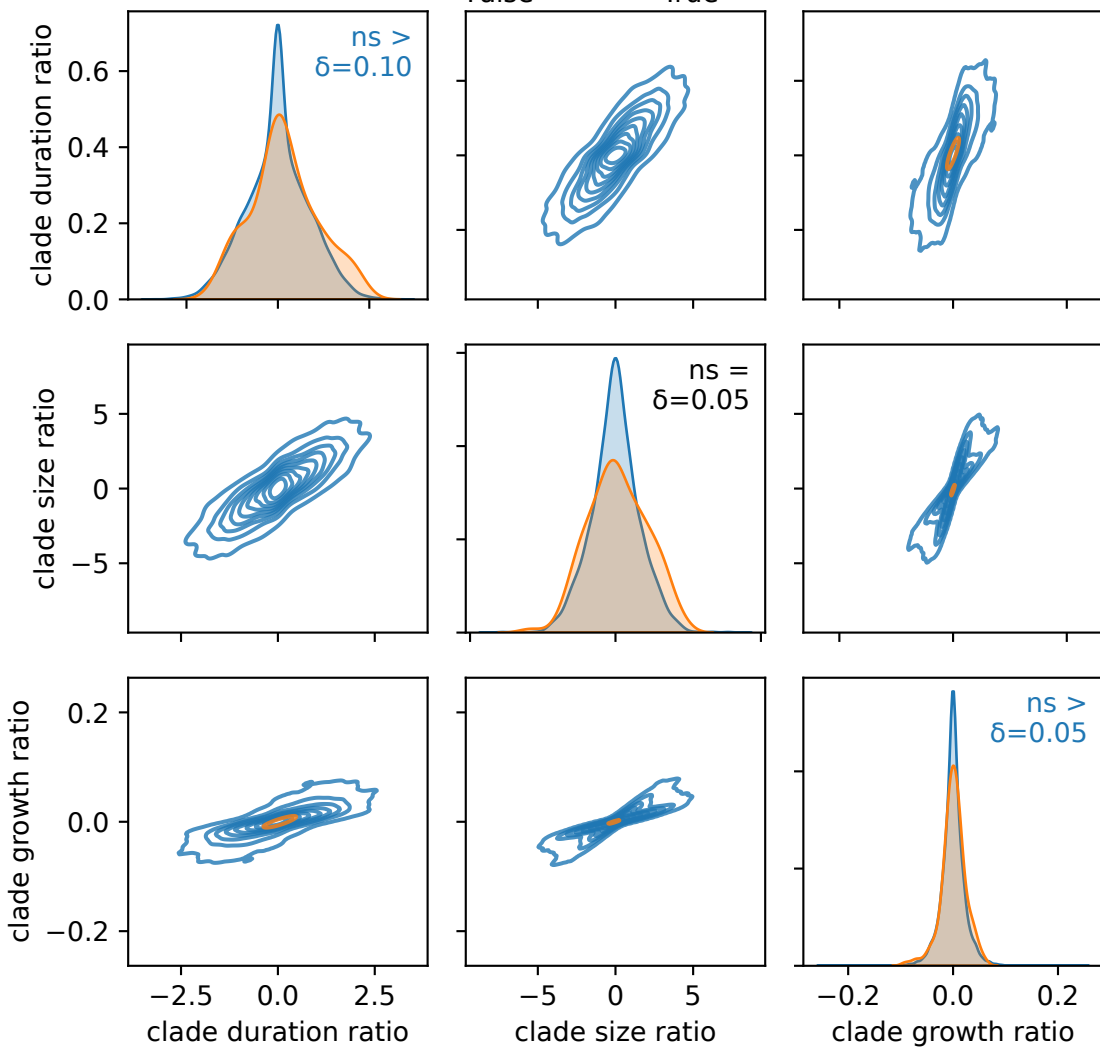 clade duration ratio
0.6
0.4
0.2
0.0
ns >
δ=0.10
clade size ratio
5
0
−5
ns =
δ=0.05
clade growth ratio
0.2
0.0
−0.2
ns >
δ=0.05
−2.5 0.0 2.5
−5 0 5
−0.2 0.0 0.2
clade duration ratio
clade size ratio
clade growth ratio